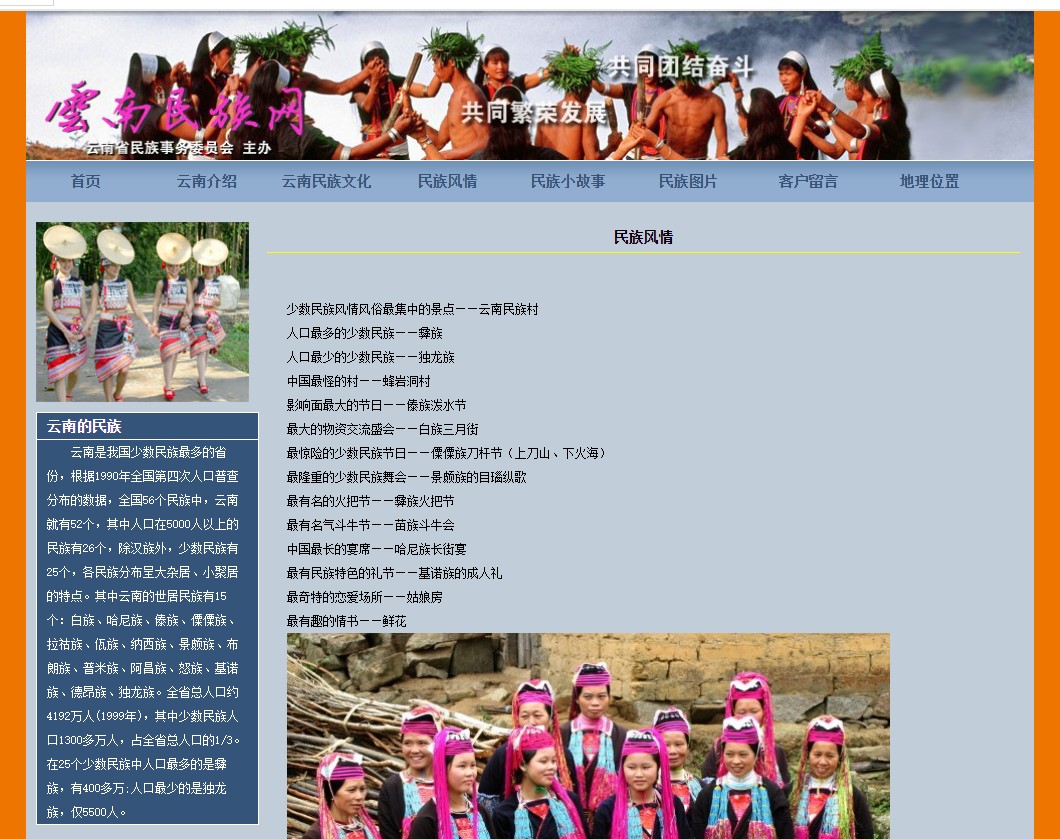 共同团结奋斗
共同繁荣发展
雲南民族网
云南省民族事务委员会 主办
首页 云南介绍 云南民族文化 民族风情 民族小故事 民族图片 客户留言 地理位置
民族风情
少数民族风情风俗最集中的景点——云南民族村
人口最多的少数民族——彝族
人口最少的少数民族——独龙族
中国最怪的村——蜂岩洞村
影响面最大的节日——傣族泼水节
最大的物资交流盛会——白族三月街
最惊险的少数民族节日——傈僳族刀杆节（上刀山、下火海）
最隆重的少数民族舞会——景颇族的目瑙纵歌
最有名的火把节——彝族火把节
最有名气斗牛节——苗族斗牛会
中国最长的宴席——哈尼族长街宴
最有民族特色的礼节——基诺族的成人礼
最奇特的恋爱场所——姑娘房
最有趣的情书——鲜花
云南的民族
云南是我国少数民族最多的省
份，根据1990年全国第四次人口普查
分布的数据，全国56个民族中，云南
就有52个，其中人口在5000人以上的
民族有26个，除汉族外，少数民族有
25个，各民族分布呈大杂居、小聚居
的特点。其中云南的世居民族有15
个：白族、哈尼族、傣族、傈僳族、
拉祜族、佤族、纳西族、景颇族、布
朗族、普米族、阿昌族、怒族、基诺
族、德昂族、独龙族。全省总人口约
4192万人(1999年)，其中少数民族人
口1300多万人，占全省总人口的1/3。
在25个少数民族中人口最多的是彝
族，有400多万;人口最少的是独龙
族，仅5500人。